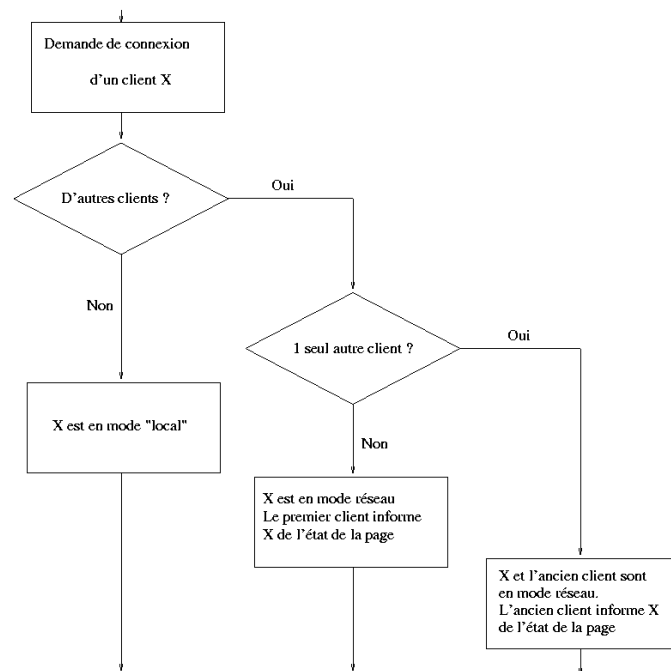 Demande de connexion
d'un client X
D'autres clients ?
Oui
Non
1 seul autre client ?
Oui
X est en mode "local"
Non
X est en mode réseau
Le premier client informe
X de l'état de la page
X et l'ancien client sont
en mode réseau.
L'ancien client informe X
de l'état de la page